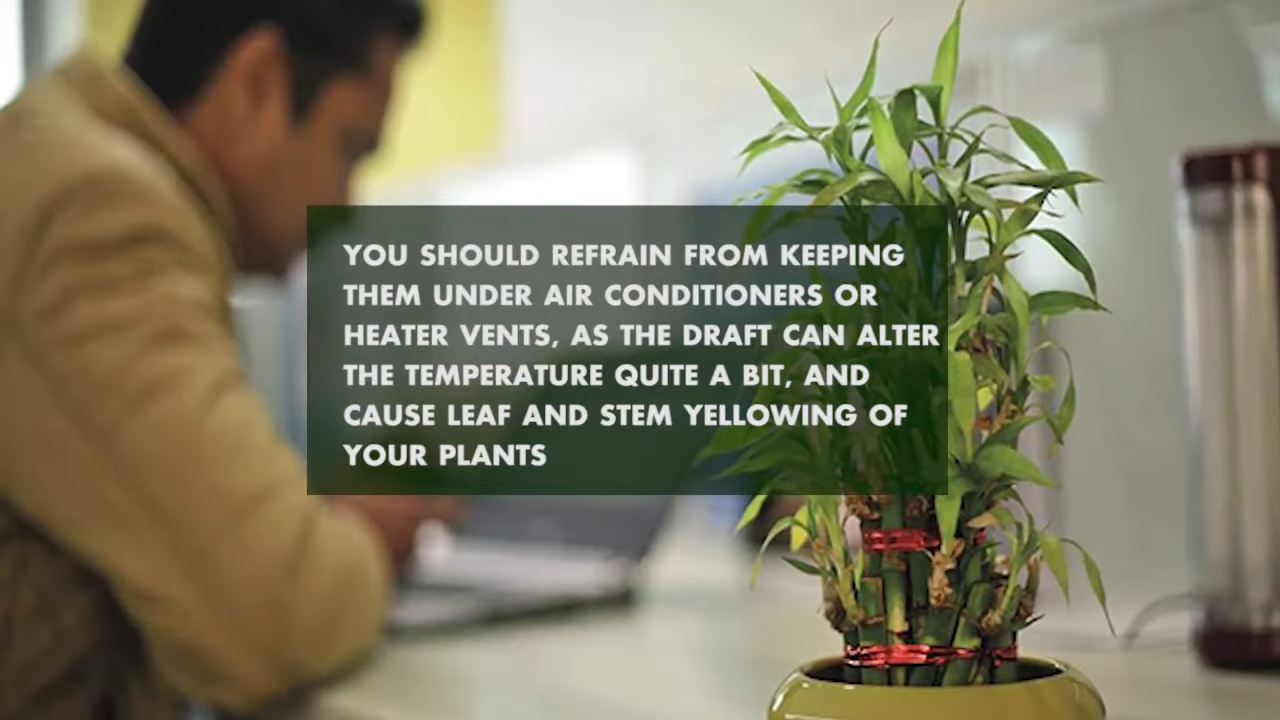 YOU SHOULD REFRAIN FROM KEEPING
THEM UNDER AIR CONDITIONERS OR
HEATER VENTS, AS THE DRAFT CAN ALTER
THE TEMPERATURE QUITE A BIT, AND
CAUSE LEAF AND STEM YELLOWING OF
YOUR PLANTS